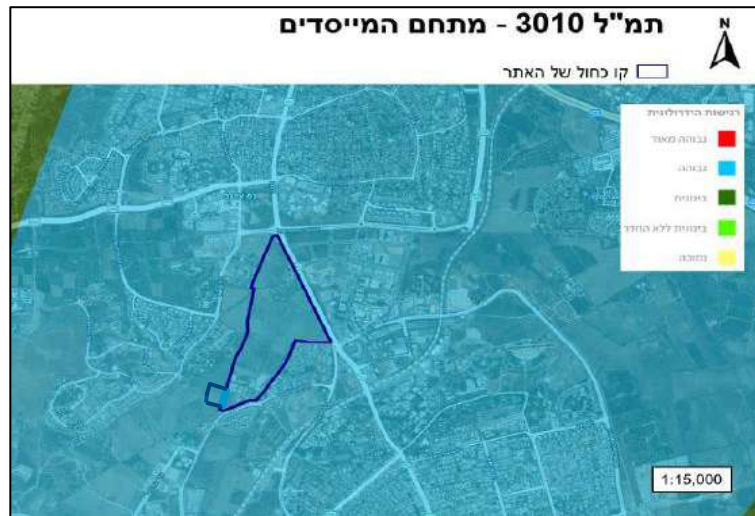 תמ"ל 3010 - מתחם המייסדים
N
קו כחול של האתר
רגישות הידרולוגית
גבוהה מאוד
גבוהה
בינונית
בינונית ללא החדר
נמוכה
1:15,000